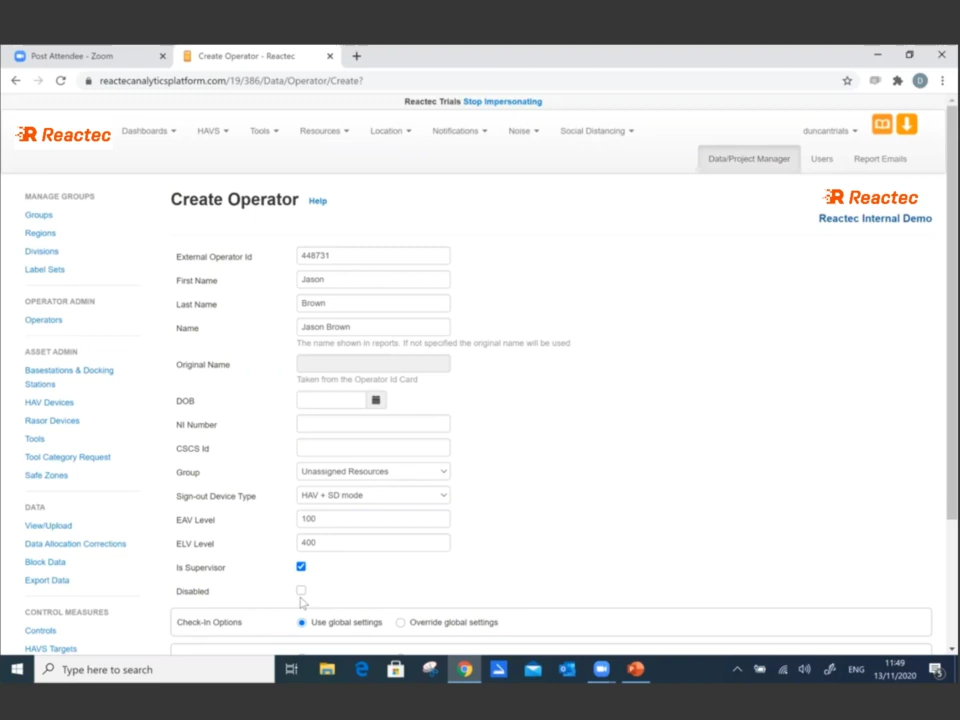 Post Attendee - Zoom
Create Operator - Reactec
reactecanalyticsplatform.com/19/386/Data/Operator/Create?
D
Reactec Trials Stop Impersonating
Reactec
Dashboards
HAVS
Tools
Resources
Location
Notifications
Noise
Social Distancing
duncantrials
Data/Project Manager
Users
Report Emails
MANAGE GROUPS
Groups
Regions
Divisions
Label Sets
OPERATOR ADMIN
Operators
ASSET ADMIN
Basestations & Docking
Stations
HAV Devices
Rasor Devices
Tools
Tool Category Request
Safe Zones
DATA
View/Upload
Data Allocation Corrections
Block Data
Export Data
CONTROL MEASURES
Controls
HAVS Targets
Create Operator Help
Reactec
Reactec Internal Demo
External Operator Id 448731
First Name Jason
Last Name Brown
Name Jason Brown
The name shown in reports. If not specified the original name will be used
Original Name
Taken from the Operator Id Card
DOB
NI Number
CSCS Id
Group Unassigned Resources
Sign-out Device Type HAV + SD mode
EAV Level 100
ELV Level 400
Is Supervisor
Disabled
Check-In Options Use global settings Override global settings
Type here to search
ENG
11:49
13/11/2020
5